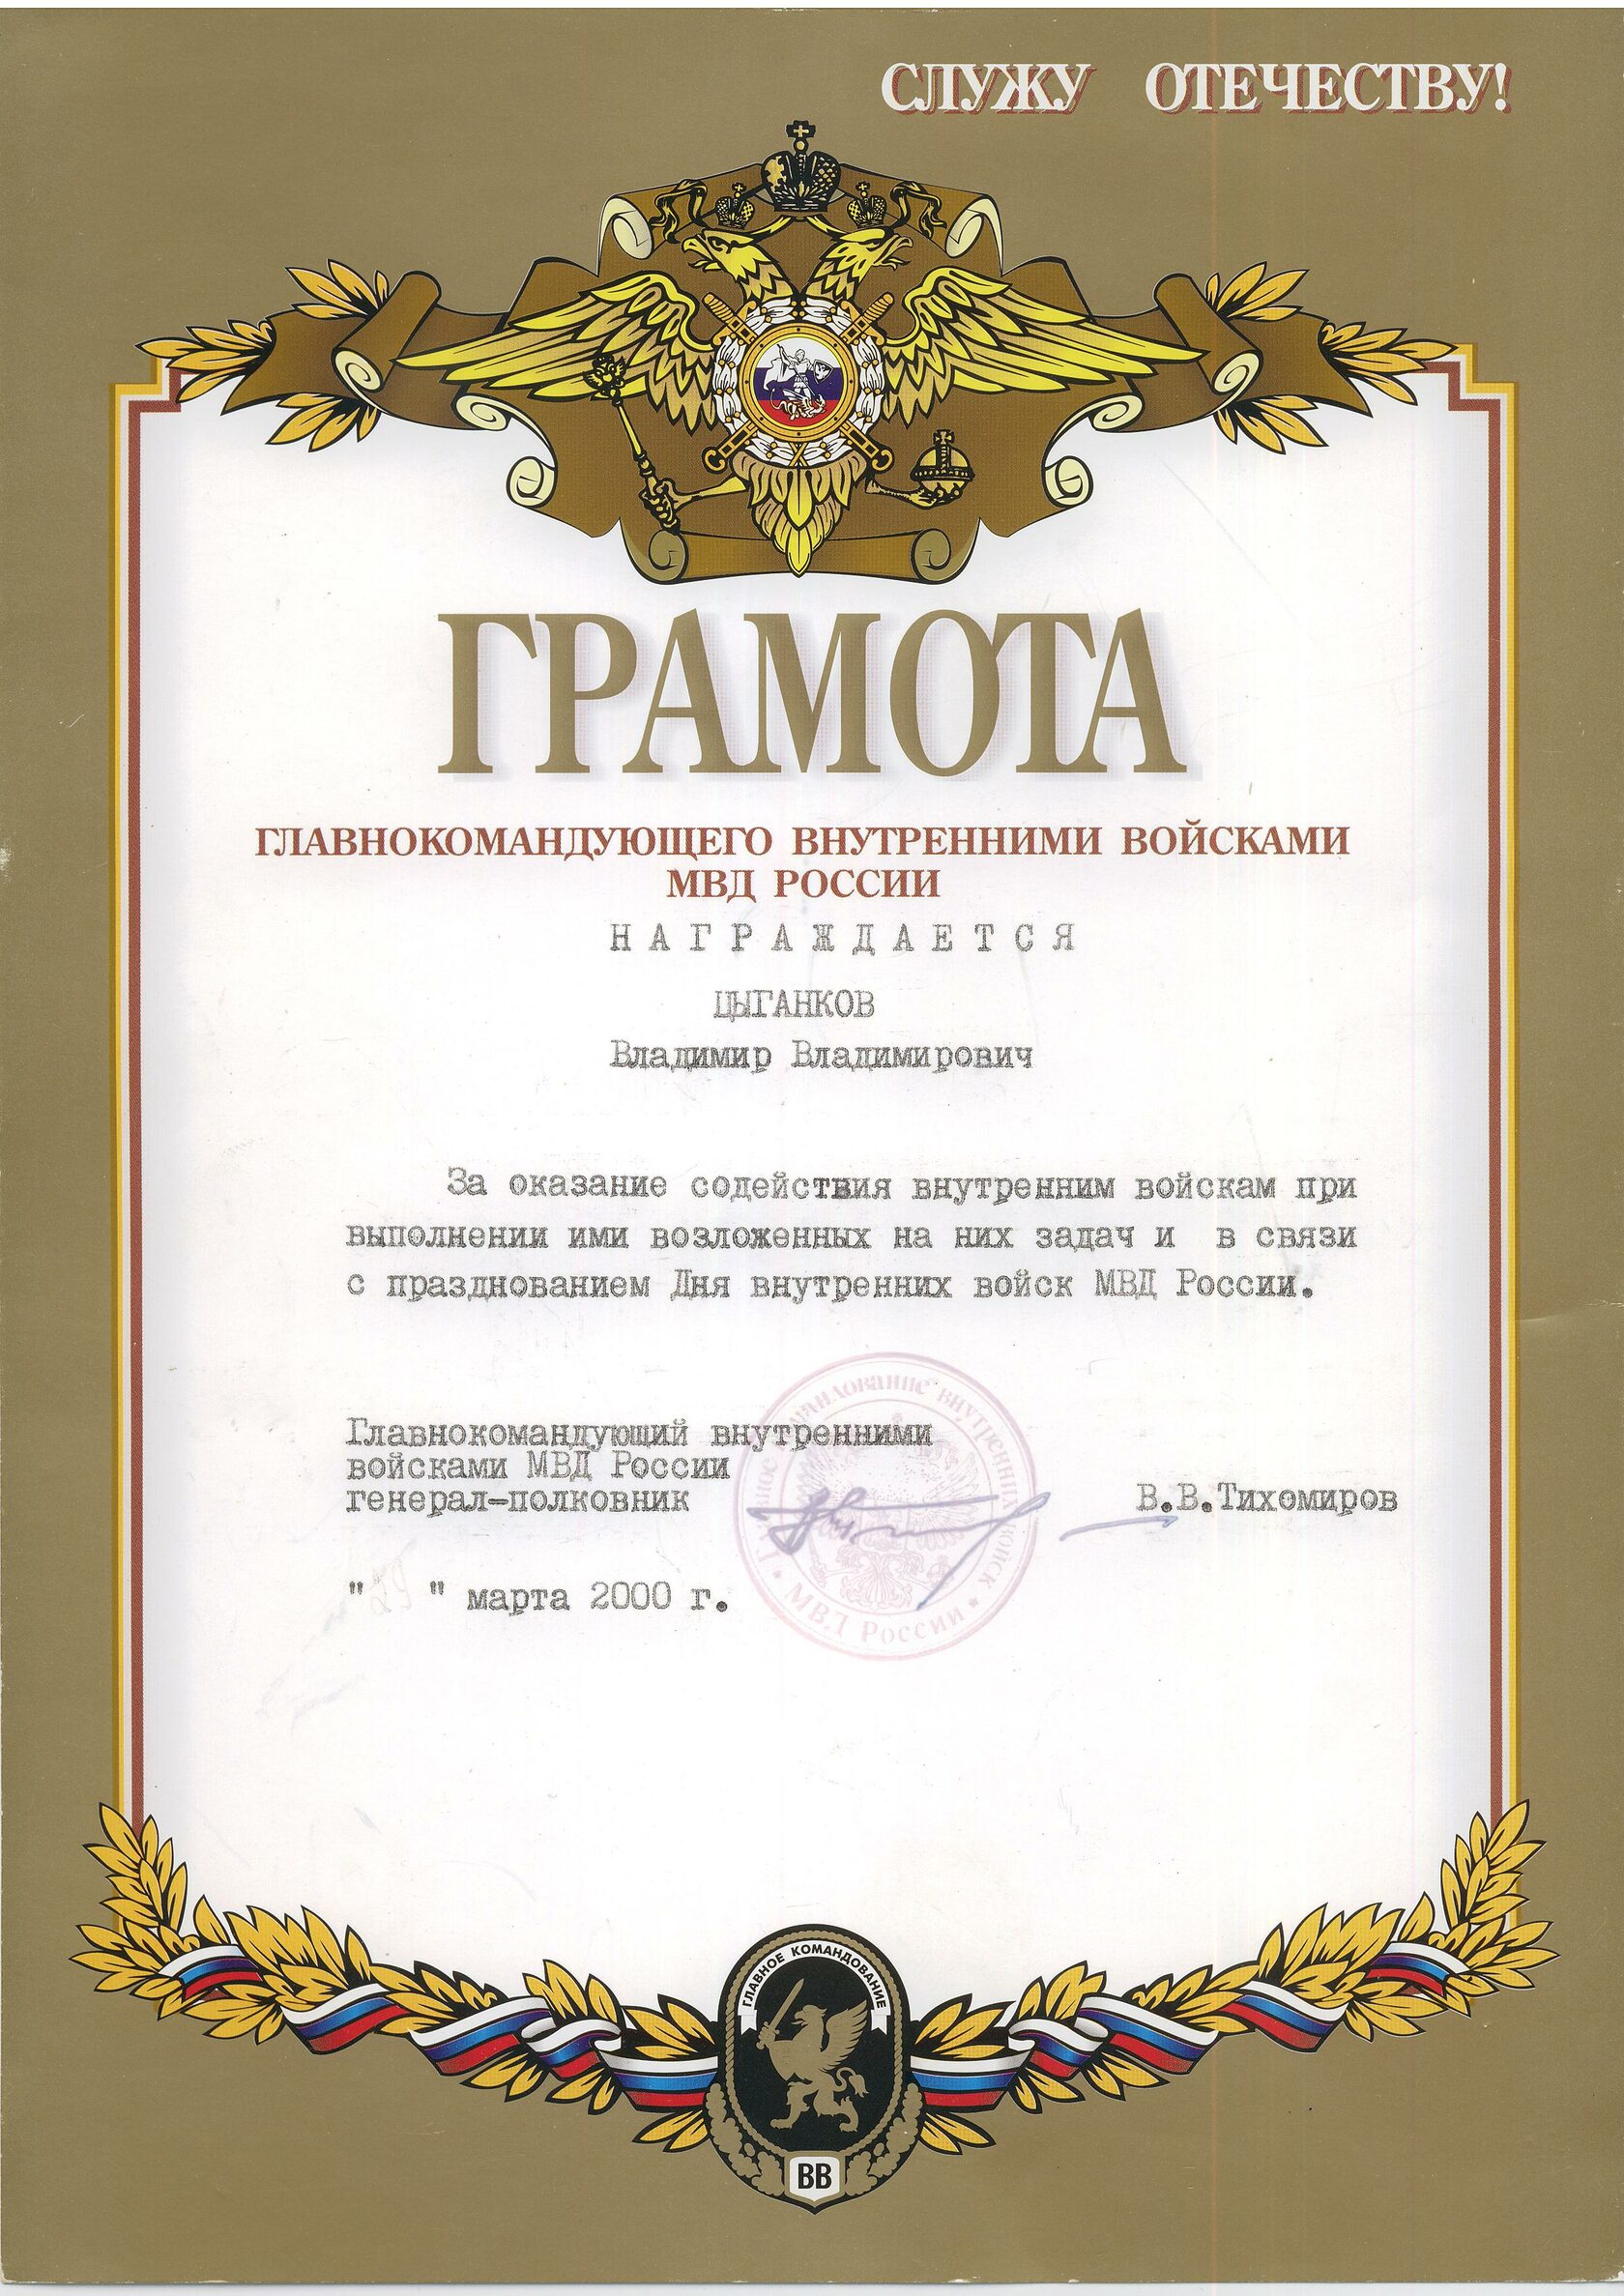 СЛУЖУ ОТЕЧЕСТВУ!
ГРАМОТА
ГЛАВНОКОМАНДУЮЩЕГО ВНУТРЕННИМИ ВОЙСКАМИ
МВД РОССИИ
НАГРАЖДАЕТСЯ
ЦЫГАНКОВ
Владимир Владимирович
За оказание содействия внутренним войскам при
выполнении ими возложенных на них задач и в связи
с празднованием Дня внутренних войск МВД России.
Главнокомандующий внутренними
войсками МВД России
генерал-полковник
В.В.Тихомиров
" " марта 2000 г.
внутренних войск
МВД России
ГЛАВНОЕ КОМАНДОВАНИЕ
ВВ